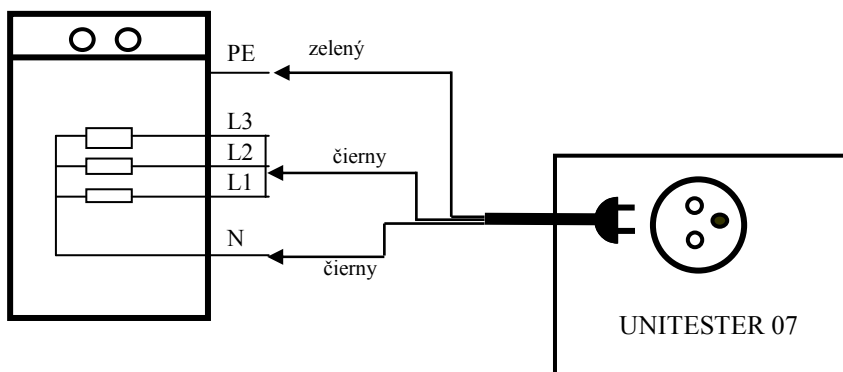 PE
zelený
L3
L2
čierny
L1
N
čierny
UNITESTER 07